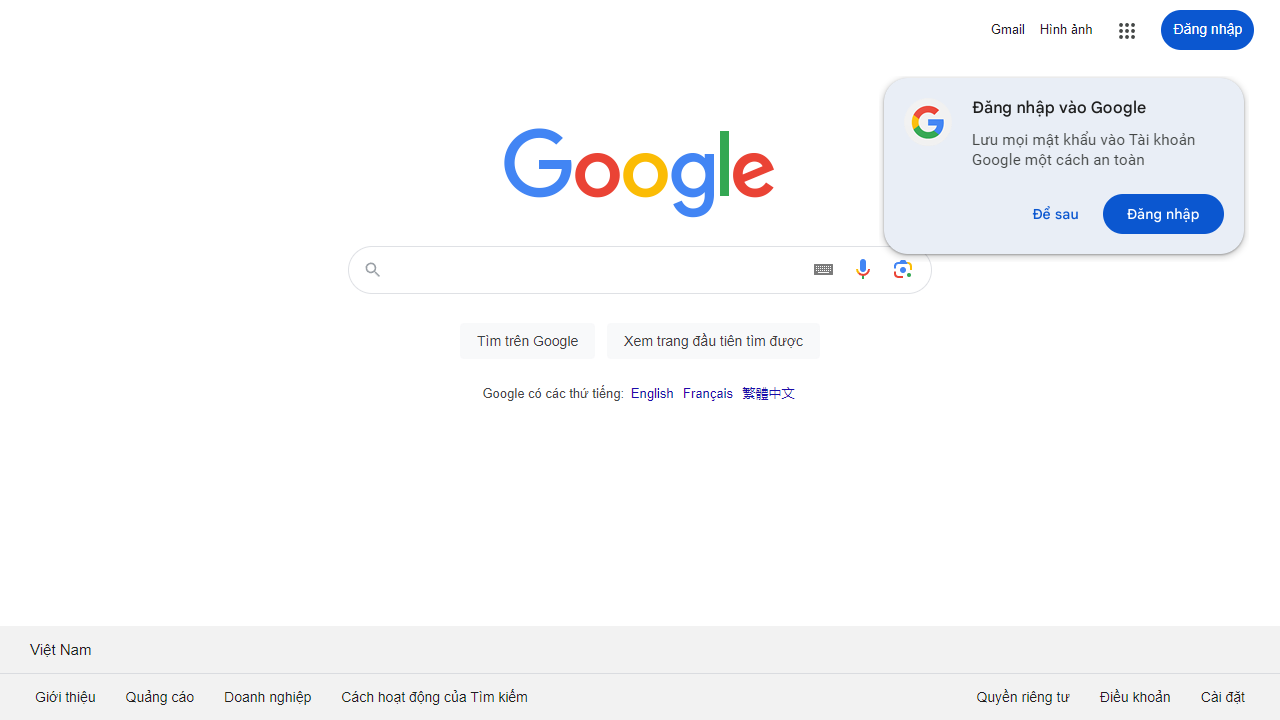 Gmail
Hình ảnh
Đăng nhập
Đăng nhập vào Google
Lưu mọi mật khẩu vào Tài khoản
Google một cách an toàn
Để sau
Đăng nhập
Google
Tìm trên Google
Xem trang đầu tiên tìm được
Google có các thứ tiếng: English Français 繁體中文
Việt Nam
Giới thiệu
Quảng cáo
Doanh nghiệp
Cách hoạt động của Tìm kiếm
Quyền riêng tư
Điều khoản
Cài đặt